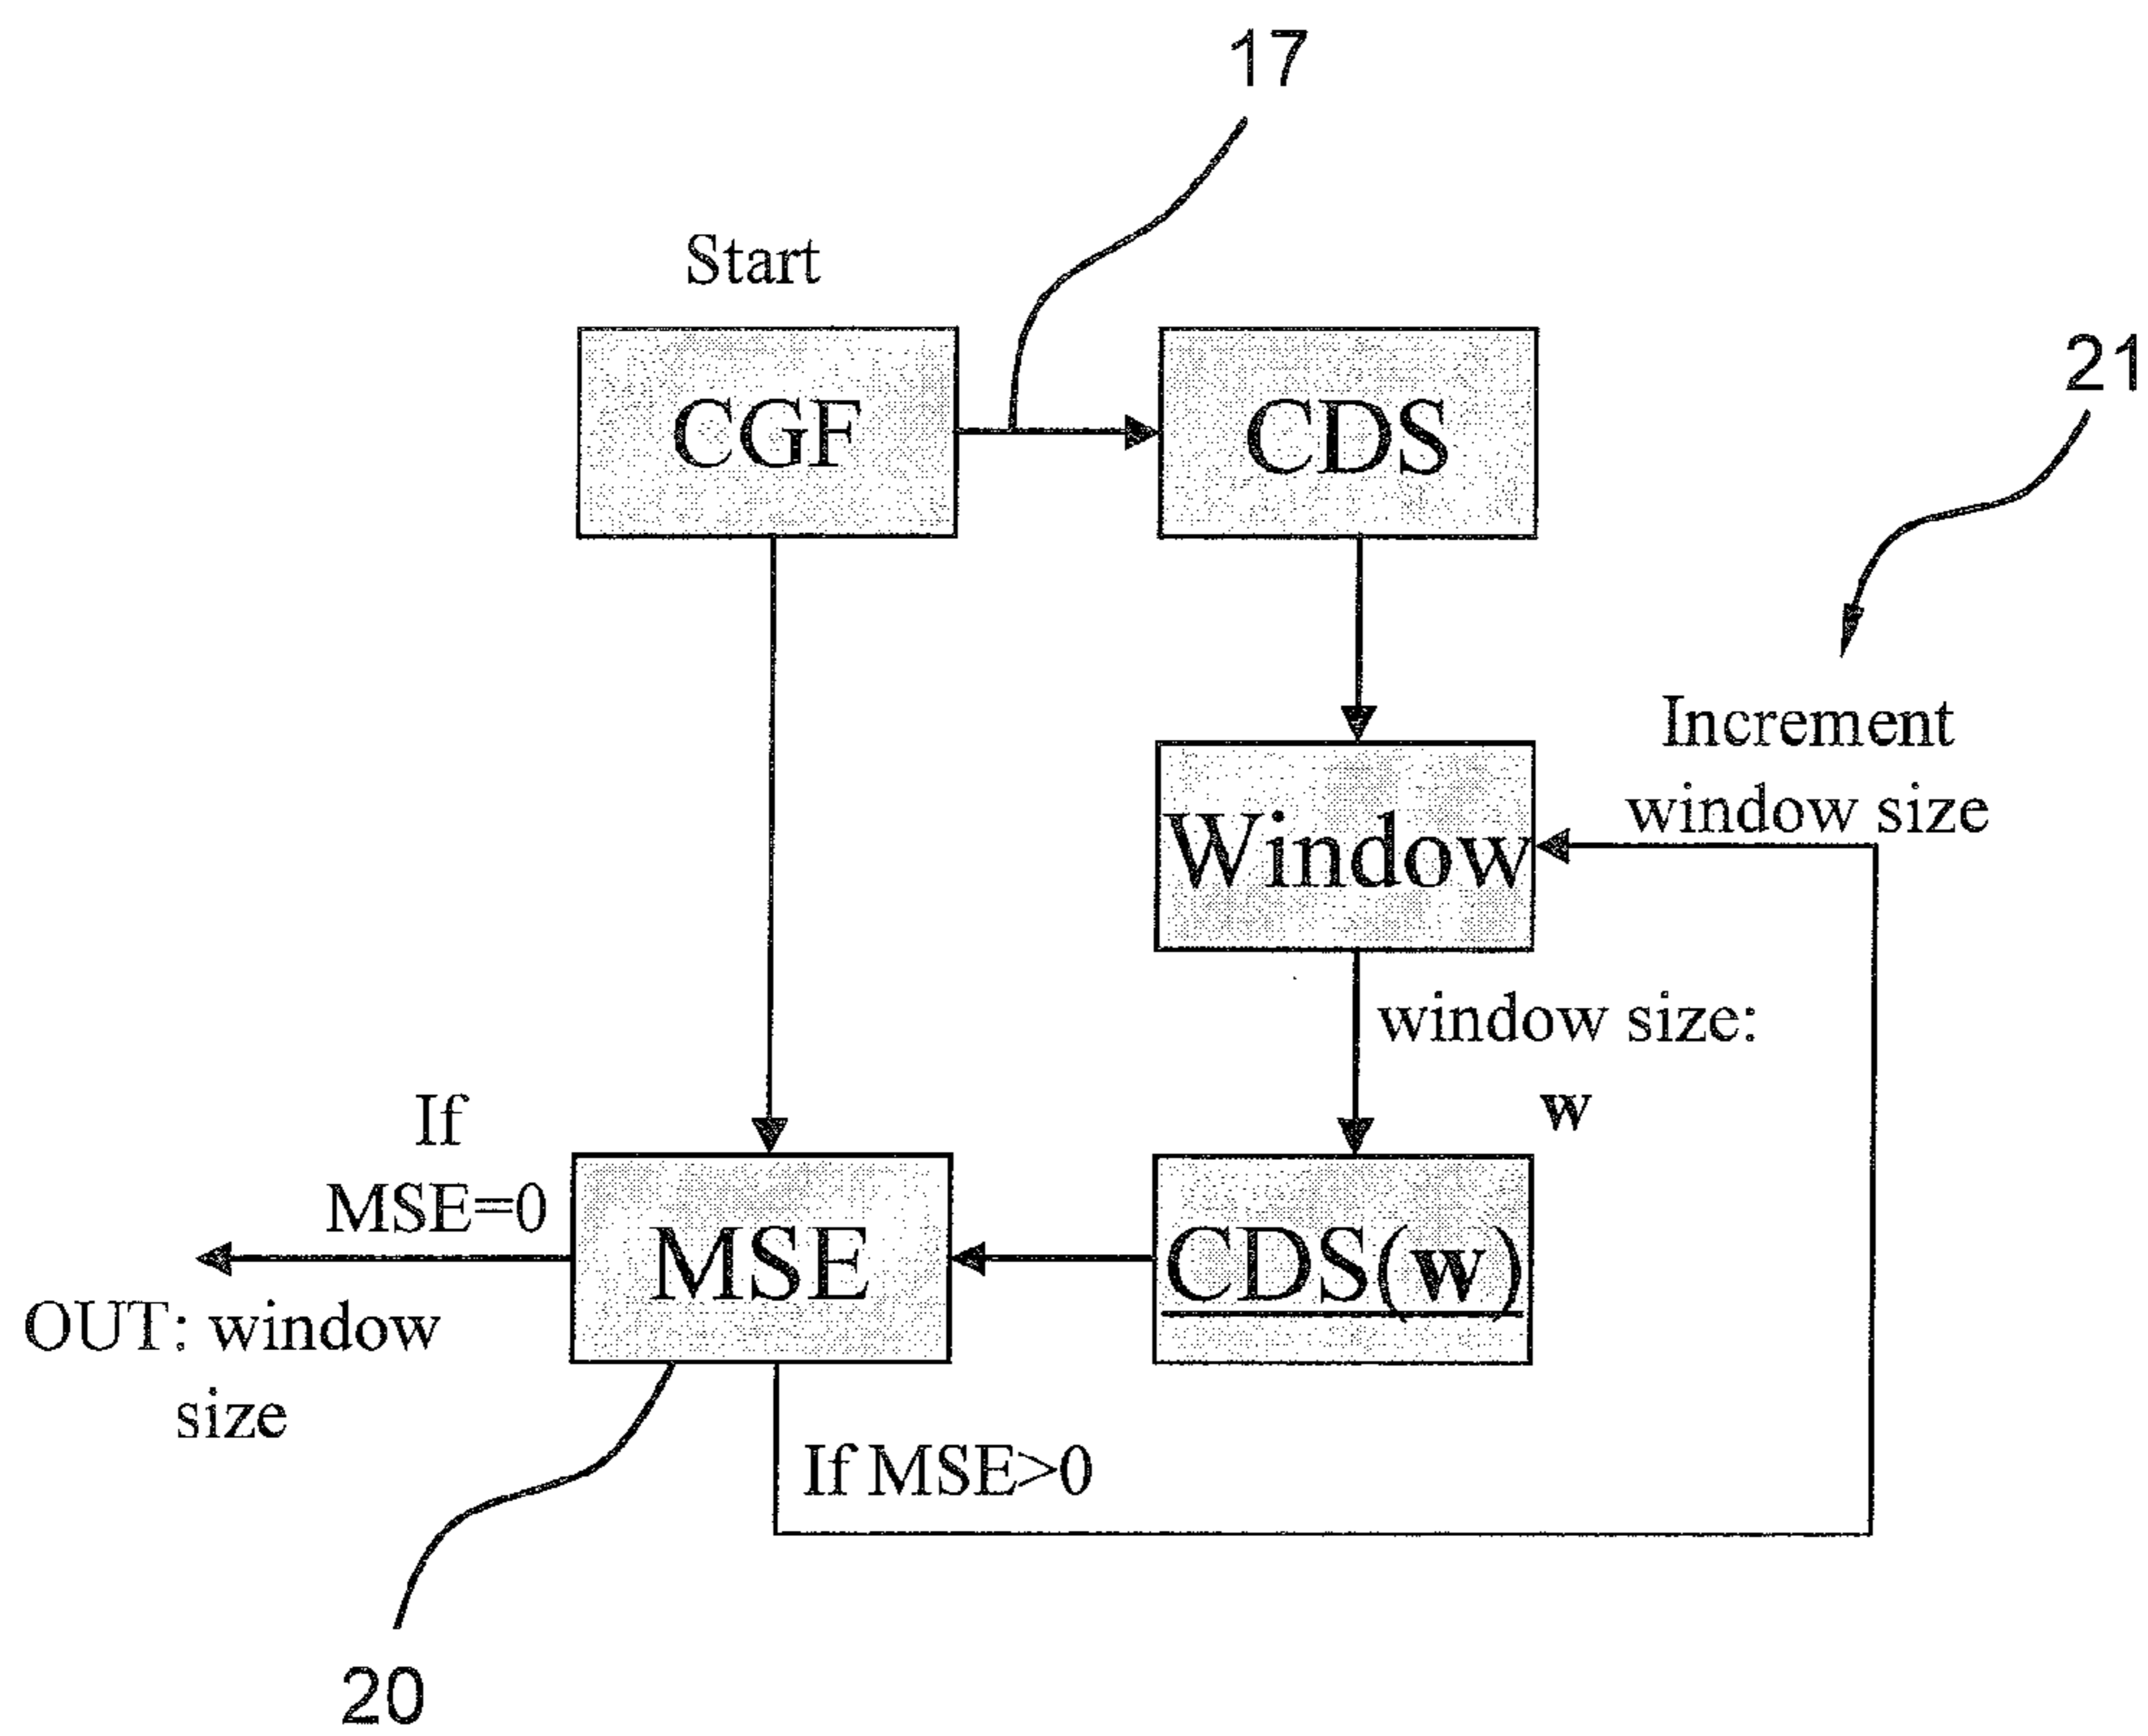 17
Start
CGF
CDS
21
Increment
window size
Window
window size:
w
If
MSE=0
MSE
CDS(w)
OUT: window
size
If MSE>0
20